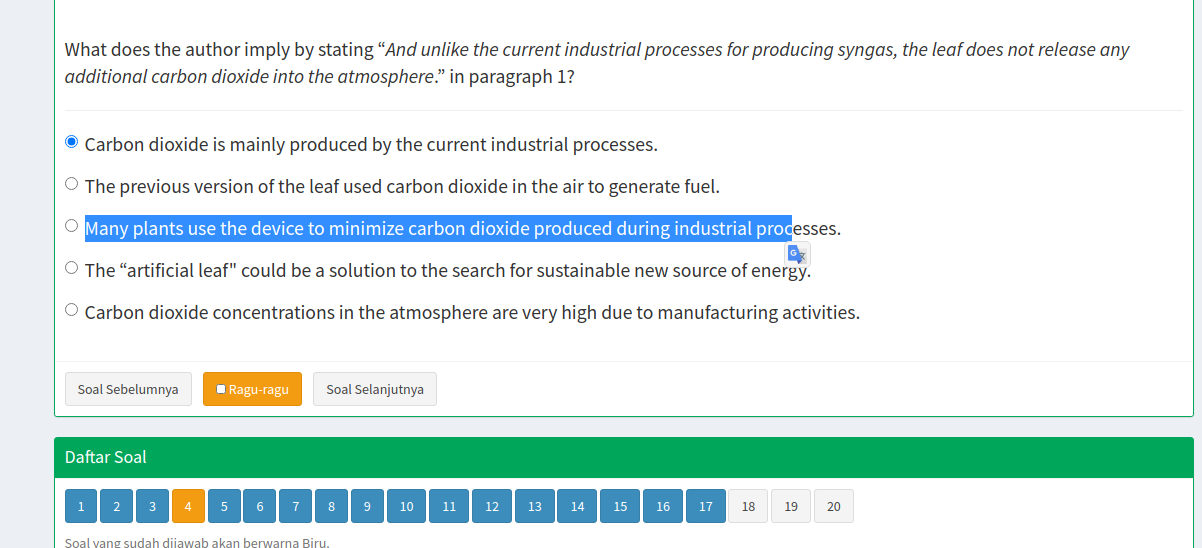 What does the author imply by stating “And unlike the current industrial processes for producing syngas, the leaf does not release any
additional carbon dioxide into the atmosphere.” in paragraph 1?
Carbon dioxide is mainly produced by the current industrial processes.
The previous version of the leaf used carbon dioxide in the air to generate fuel.
Many plants use the device to minimize carbon dioxide produced during industrial processes.
The “artificial leaf" could be a solution to the search for sustainable new source of energy.
Carbon dioxide concentrations in the atmosphere are very high due to manufacturing activities.
Soal Sebelumnya Ragu-ragu Soal Selanjutnya
Daftar Soal
1 2 3 4 5 6 7 8 9 10 11 12 13 14 15 16 17 18 19 20
Soal yang sudah dijawab akan berwarna Biru.